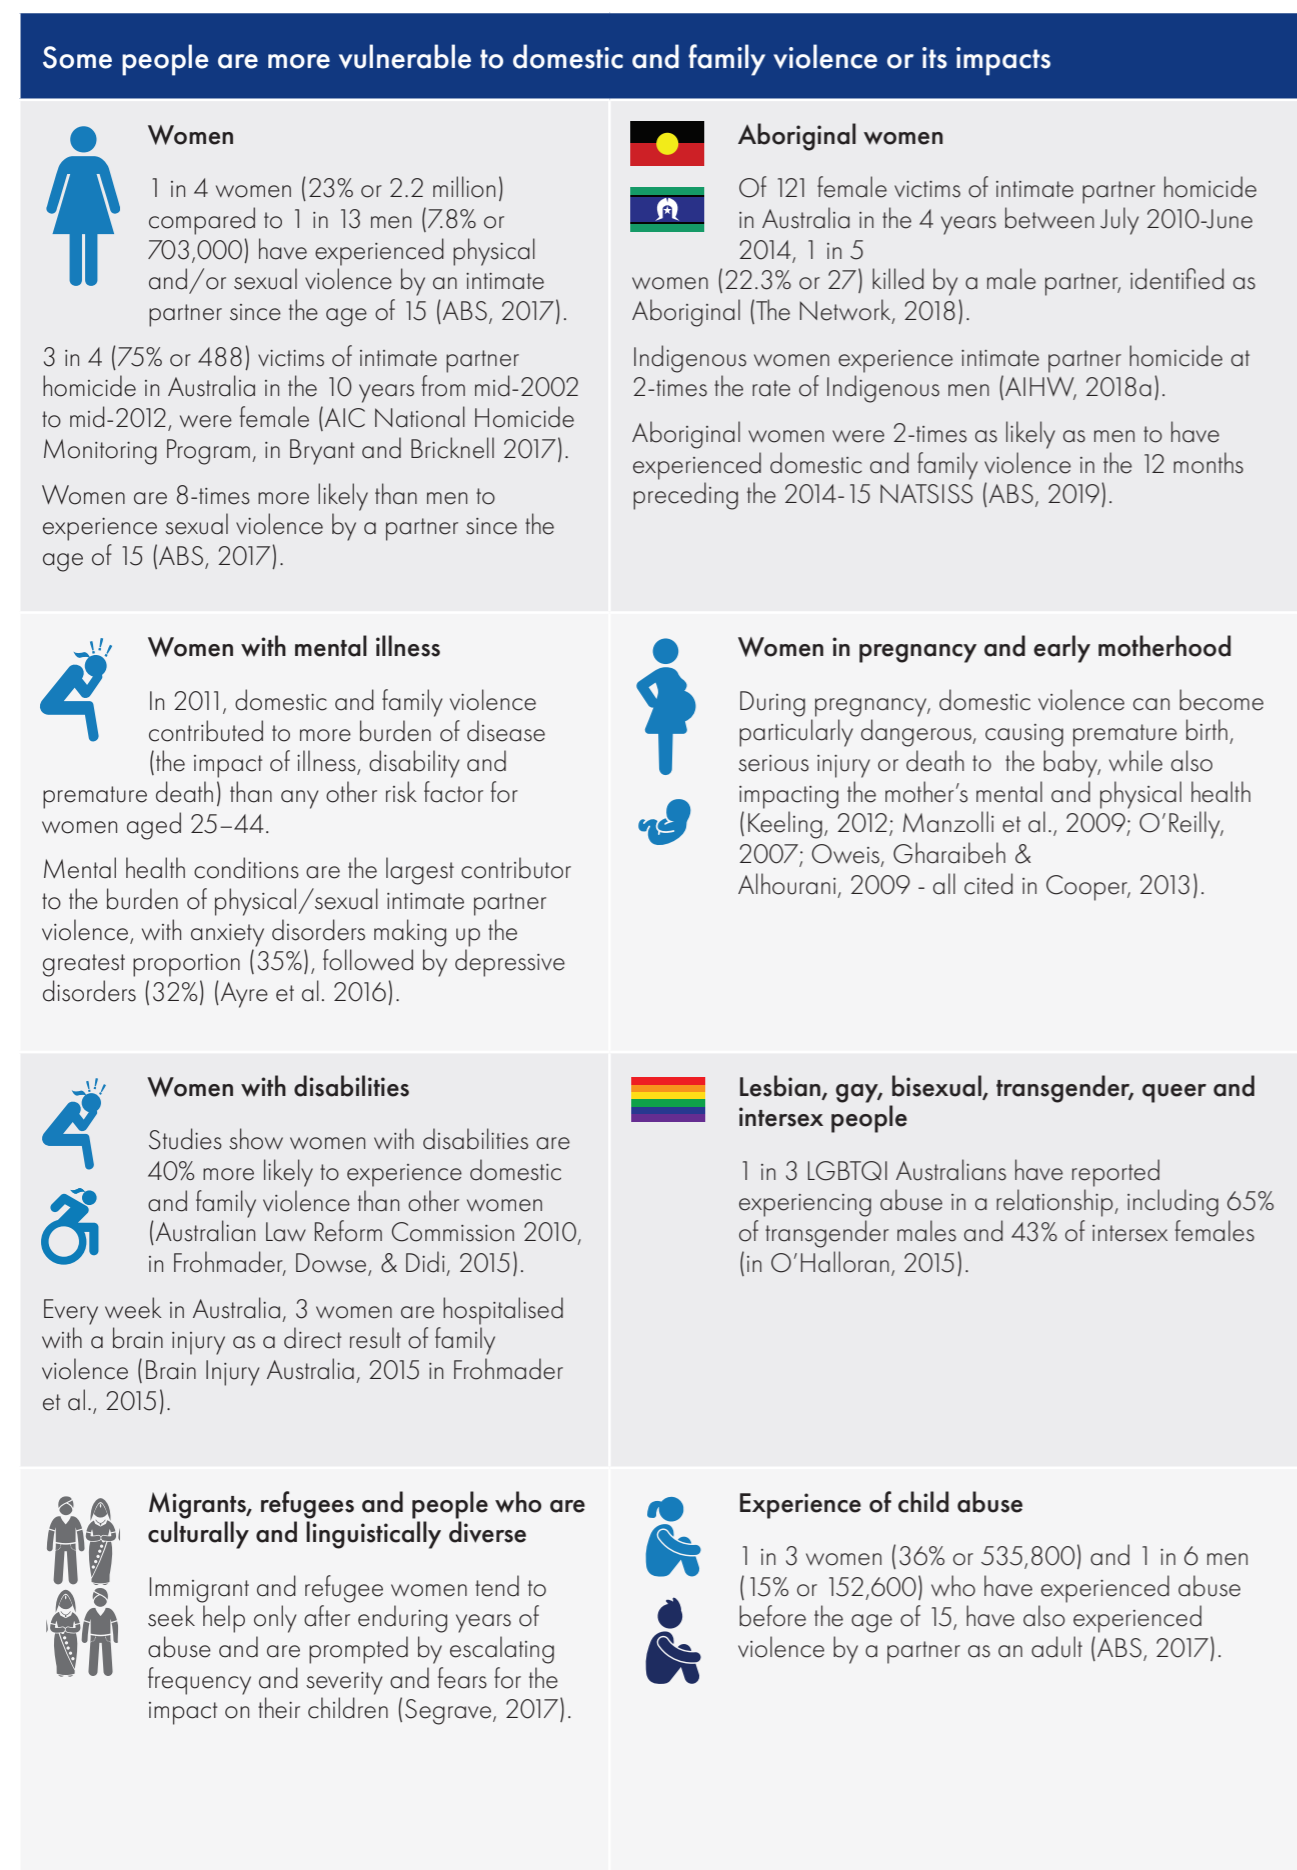 Some people are more vulnerable to domestic and family violence or its impacts
Women
1 in 4 women (23% or 2.2 million)
compared to 1 in 13 men (7.8% or
703,000) have experienced physical
and/or sexual violence by an intimate
partner since the age of 15 (ABS, 2017).
3 in 4 (75% or 488) victims of intimate partner
homicide in Australia in the 10 years from mid-2002
to mid-2012, were female (AIC National Homicide
Monitoring Program, in Bryant and Bricknell 2017).
Women are 8-times more likely than men to
experience sexual violence by a partner since the
age of 15 (ABS, 2017).
Aboriginal women
Of 121 female victims of intimate partner homicide
in Australia in the 4 years between July 2010-June
2014, 1 in 5
women (22.3% or 27) killed by a male partner, identified as
Aboriginal (The Network, 2018).
Indigenous women experience intimate partner homicide at
2-times the rate of Indigenous men (AIHW, 2018a).
Aboriginal women were 2-times as likely as men to have
experienced domestic and family violence in the 12 months
preceding the 2014-15 NATSISS (ABS, 2019).
Women with mental illness
In 2011, domestic and family violence
contributed to more burden of disease
(the impact of illness, disability and
premature death) than any other risk factor for
women aged 25–44.
Mental health conditions are the largest contributor
to the burden of physical/sexual intimate partner
violence, with anxiety disorders making up the
greatest proportion (35%), followed by depressive
disorders (32%) (Ayre et al. 2016).
Women in pregnancy and early motherhood
During pregnancy, domestic violence can become
particularly dangerous, causing premature birth,
serious injury or death to the baby, while also
impacting the mother's mental and physical health
(Keeling, 2012; Manzolli et al., 2009; O'Reilly,
2007; Oweis, Gharaibeh &
Alhourani, 2009 - all cited in Cooper, 2013).
Women with disabilities
Studies show women with disabilities are
40% more likely to experience domestic
and family violence than other women
(Australian Law Reform Commission 2010,
in Frohmader, Dowse, & Didi, 2015).
Every week in Australia, 3 women are hospitalised
with a brain injury as a direct result of family
violence (Brain Injury Australia, 2015 in Frohmader
et al., 2015).
Lesbian, gay, bisexual, transgender, queer and
intersex people
1 in 3 LGBTQI Australians have reported
experiencing abuse in a relationship, including 65%
of transgender males and 43% of intersex females
(in O'Halloran, 2015).
Migrants, refugees and people who are
culturally and linguistically diverse
Immigrant and refugee women tend to
seek help only after enduring years of
abuse and are prompted by escalating
frequency and severity and fears for the
impact on their children (Segrave, 2017).
Experience of child abuse
1 in 3 women (36% or 535,800) and 1 in 6 men
(15% or 152,600) who have experienced abuse
before the age of 15, have also experienced
violence by a partner as an adult (ABS, 2017).